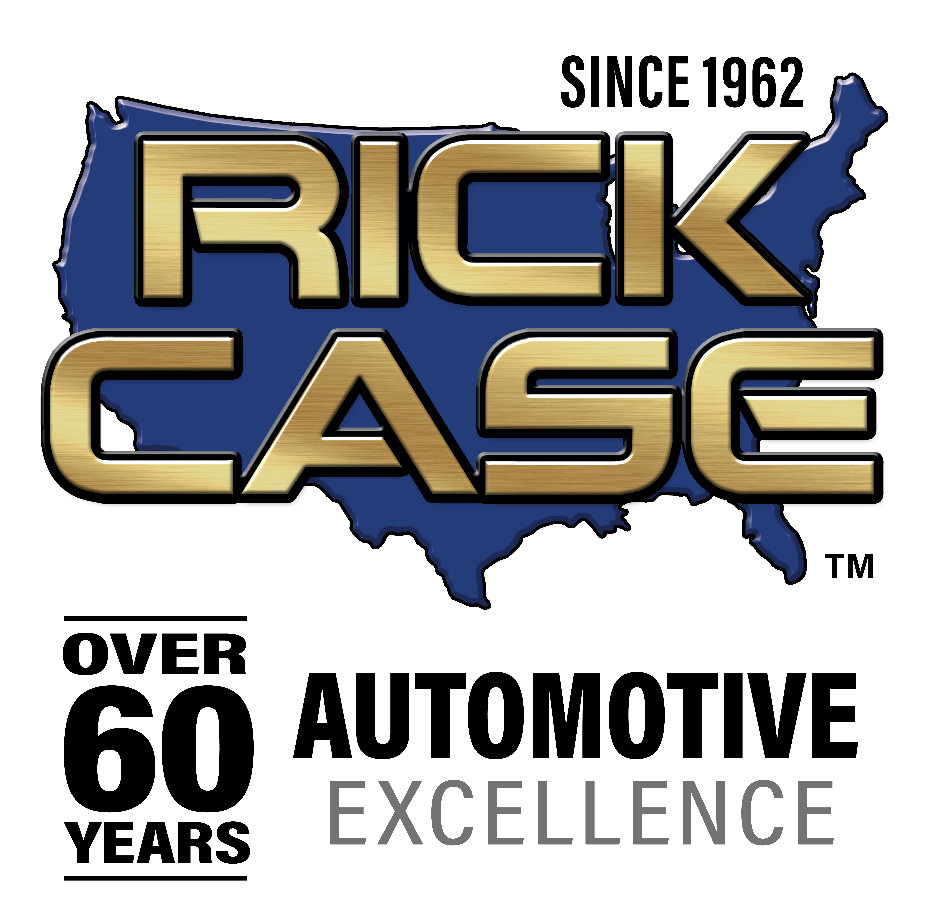 SINCE 1962
RICK
CASE
TM
OVER
60
YEARS
AUTOMOTIVE
EXCELLENCE